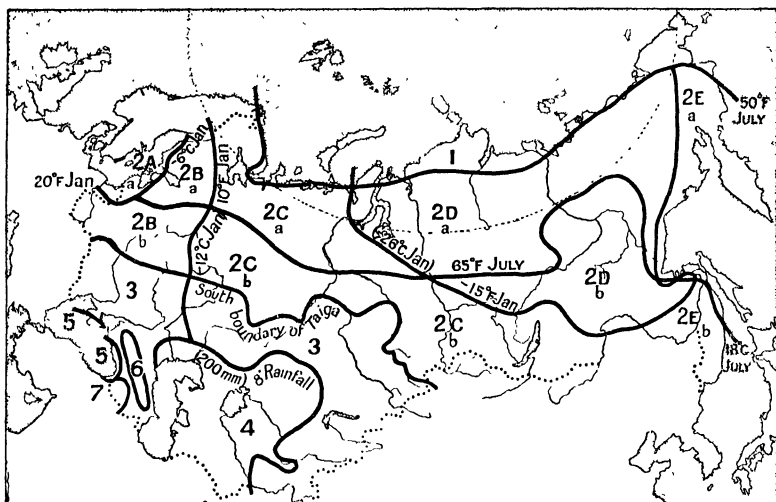 50°F
JULY
2E
a
1
2A
a
-6°C Jan
2B
a
10°F Jan
20°F Jan
2B
b
2C
a
2D
a
(-26°C Jan)
(-12°C Jan)
65°F JULY
2C
b
2D
b
-15°F Jan
South
boundary of Taiga
3
3
2C
b
2E
b
18°C
JULY
5
5
6
7
(200mm) 8" Rainfall
4